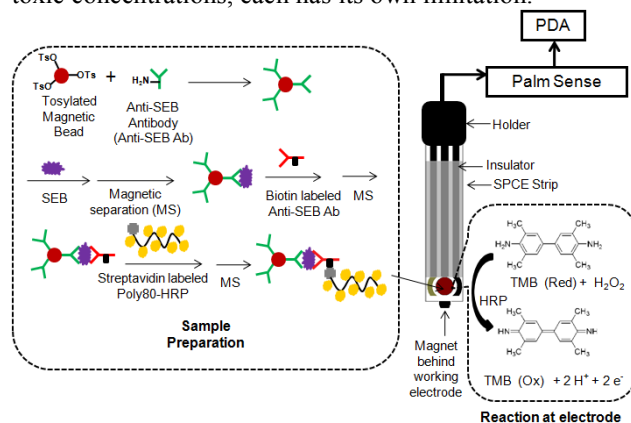 toxic concentrations, each has its own limitation.
PDA
Palm Sense
TsO
OTs
TsO
+
H₂N
Tosylated
Magnetic
Bead
Anti-SEB
Antibody
(Anti-SEB Ab)
SEB
Magnetic
separation (MS)
Biotin labeled
Anti-SEB Ab
MS
Streptavidin labeled
Poly80-HRP
MS
Sample
Preparation
Holder
Insulator
SPCE Strip
Magnet
behind
working
electrode
H₃C
CH₃
H₂N
NH₂
H₃C
CH₃
TMB (Red) + H₂O₂
HRP
H₃C
CH₃
HN
NH
H₃C
CH₃
TMB (Ox) + 2 H⁺ + 2 e⁻
Reaction at electrode